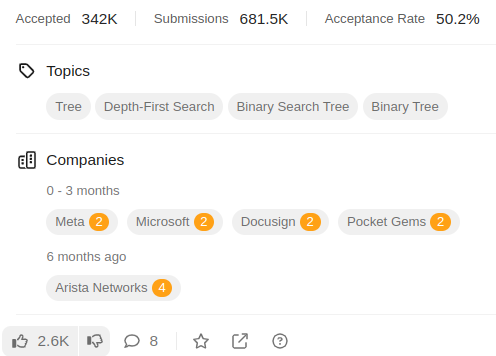 Accepted 342K Submissions 681.5K Acceptance Rate 50.2%
Topics
Tree Depth-First Search Binary Search Tree Binary Tree
Companies
0 - 3 months
Meta 2 Microsoft 2 Docusign 2 Pocket Gems 2
6 months ago
Arista Networks 4
2.6K 8